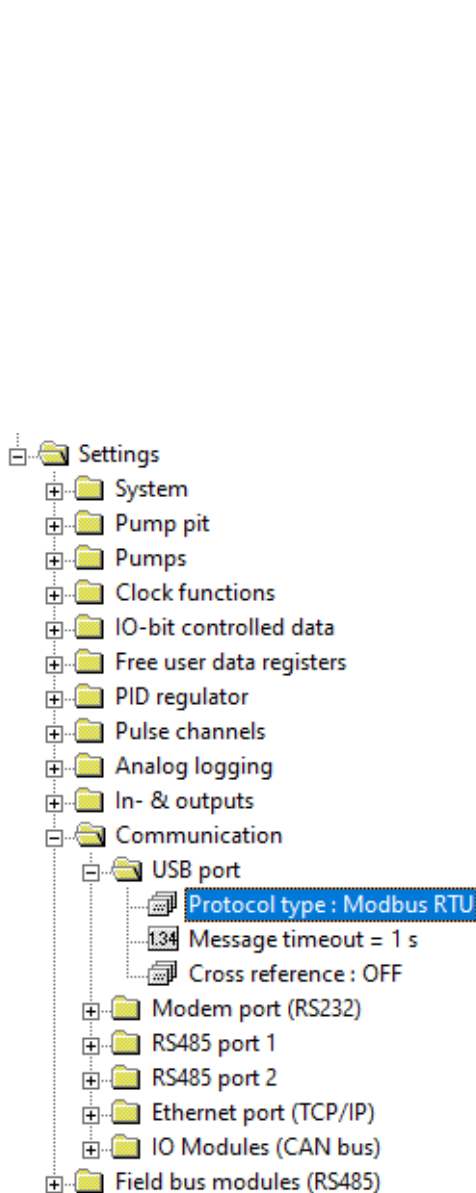 Settings
System
Pump pit
Pumps
Clock functions
IO-bit controlled data
Free user data registers
PID regulator
Pulse channels
Analog logging
In- & outputs
Communication
USB port
Protocol type : Modbus RTU
1.34 Message timeout = 1 s
Cross reference : OFF
Modem port (RS232)
RS485 port 1
RS485 port 2
Ethernet port (TCP/IP)
IO Modules (CAN bus)
Field bus modules (RS485)